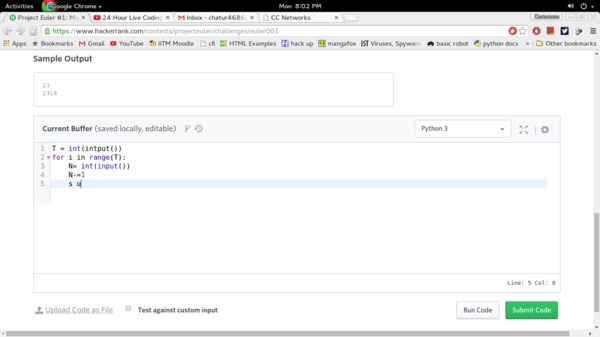 Activities Google Chrome Mon 8:02 PM
Project Euler #1: Mu 24 Hour Live Coding Inbox - chatur4686 CC Networks
https://www.hackerrank.com/contests/projecteuler/challenges/euler001
Apps Bookmarks Gmail YouTube IITM Moodle cfi HTML Examples hack up mangafox Viruses, Spyware basic robot python docs » Other bookmarks
Sample Output
23
2318
Current Buffer (saved locally, editable) Python 3
1 T = int(intput())
2 for i in range(T):
3 N= int(input())
4 N-=1
5 s u
Line: 5 Col: 8
Upload Code as File Test against custom input Run Code Submit Code